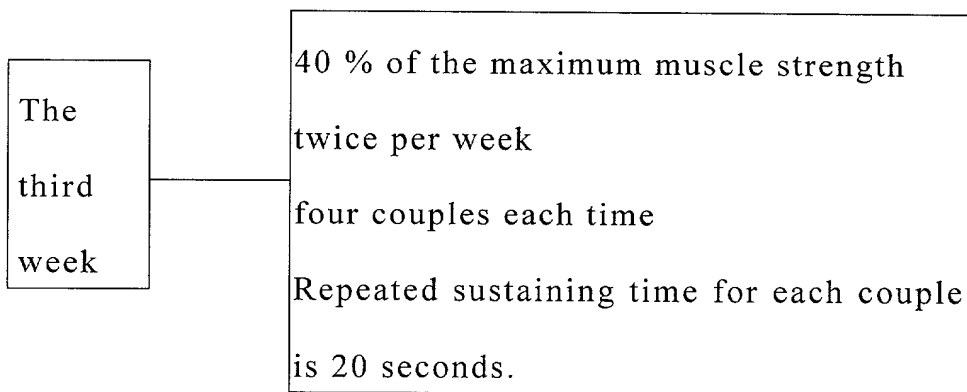 The
third
week
40 % of the maximum muscle strength
twice per week
four couples each time
Repeated sustaining time for each couple
is 20 seconds.